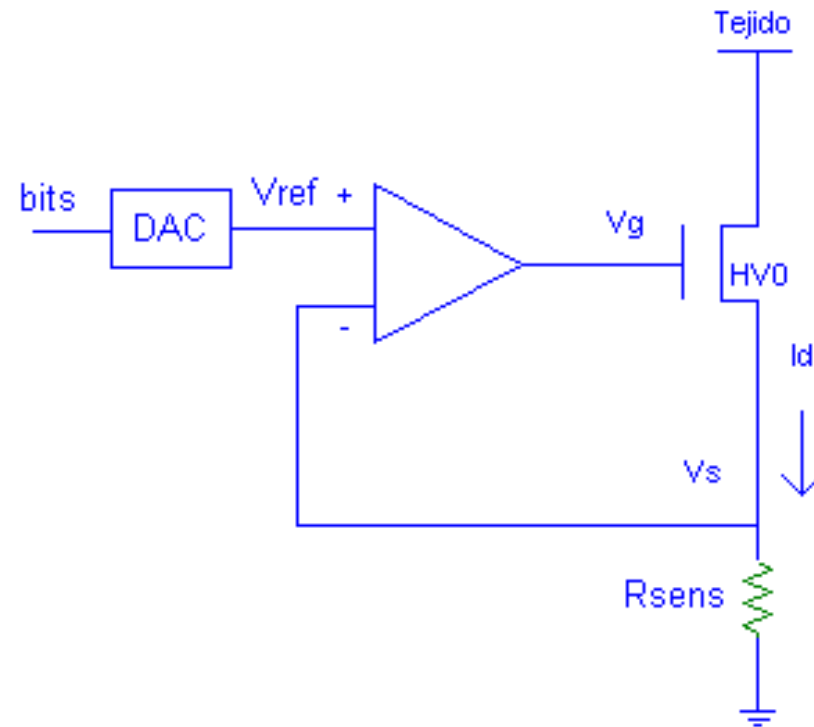 Tejido
bits
DAC
Vref +
-
Vg
HV0
Id
Vs
Rsens